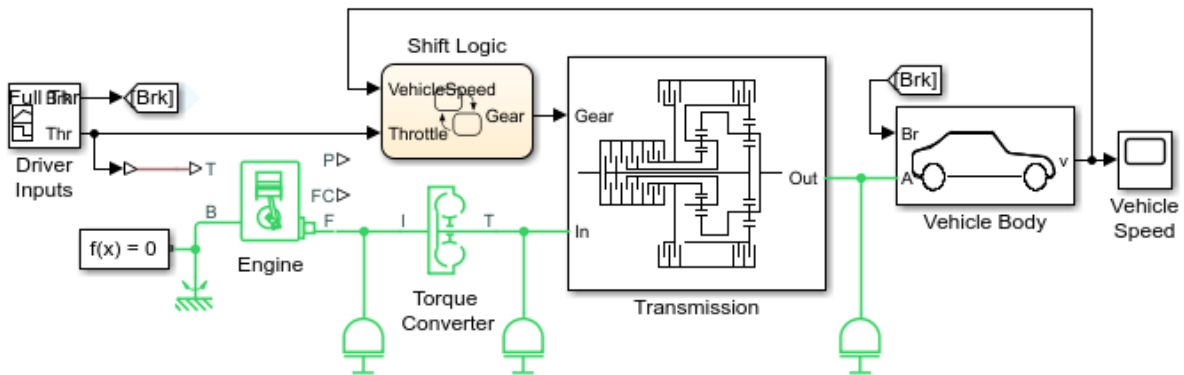 Shift Logic
VehicleSpeed
Throttle
Gear
Full Thr
Brk
Thr
[Brk]
Driver
Inputs
T
P
FC
B
F
f(x) = 0
Engine
I
T
Torque
Converter
Gear
In
Out
Transmission
[Brk]
Br
A
v
Vehicle Body
Vehicle
Speed